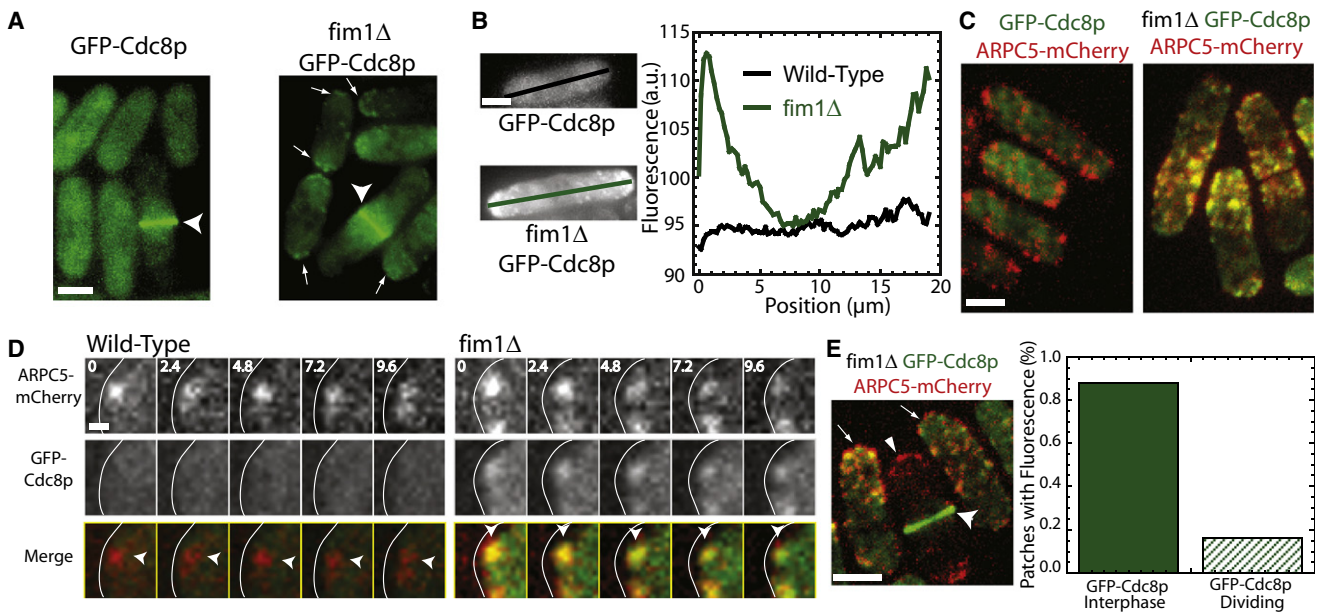 A
GFP-Cdc8p
fim1Δ
GFP-Cdc8p
B
GFP-Cdc8p
fim1Δ
GFP-Cdc8p
Fluorescence (a.u.)
115
110
105
100
95
90
Wild-Type
fim1Δ
0
5
10
15
20
Position (µm)
C
GFP-Cdc8p
ARPC5-mCherry
fim1Δ GFP-Cdc8p
ARPC5-mCherry
D
Wild-Type
fim1Δ
ARPC5-
mCherry
0
2.4
4.8
7.2
9.6
0
2.4
4.8
7.2
9.6
GFP-
Cdc8p
Merge
E
fim1Δ GFP-Cdc8p
ARPC5-mCherry
Patches with Fluorescence (%)
1.0
0.8
0.6
0.4
0.2
0.0
GFP-Cdc8p
Interphase
GFP-Cdc8p
Dividing